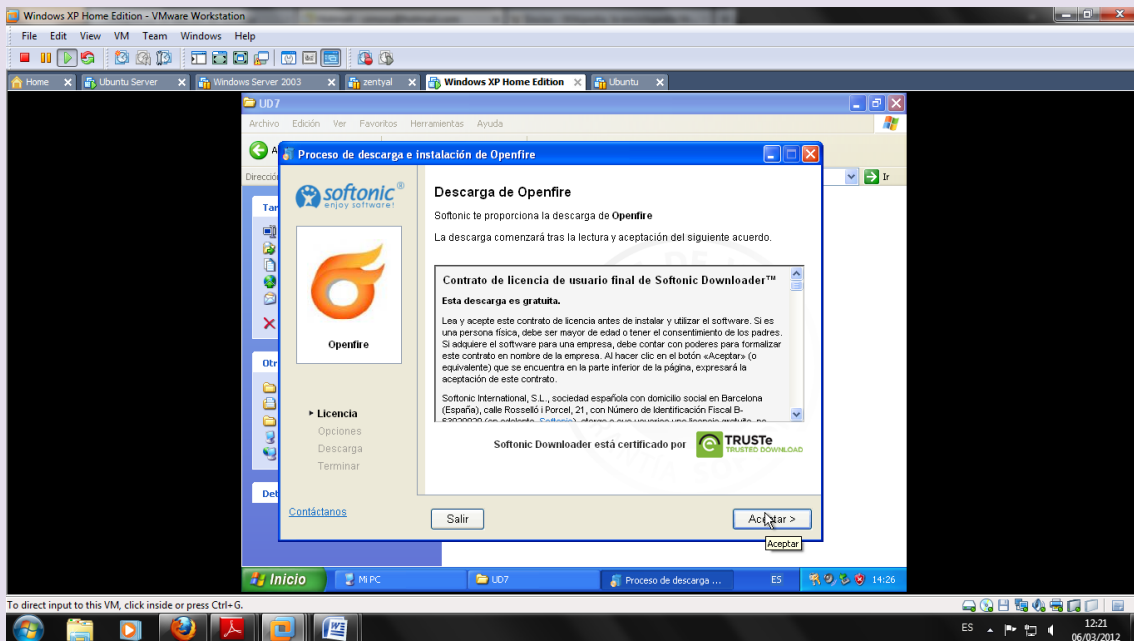 Windows XP Home Edition - VMware Workstation
File Edit View VM Team Windows Help
Home Ubuntu Server Windows Server 2003 zentyal Windows XP Home Edition Ubuntu
UD7
Archivo Edición Ver Favoritos Herramientas Ayuda
Proceso de descarga e instalación de Openfire
Direcció
Ir
softonic®
enjoy software!
Descarga de Openfire
Softonic te proporciona la descarga de Openfire
La descarga comenzará tras la lectura y aceptación del siguiente acuerdo.
Tar
Contrato de licencia de usuario final de Softonic Downloader™
Esta descarga es gratuita.
Lea y acepte este contrato de licencia antes de instalar y utilizar el software. Si es
una persona física, debe ser mayor de edad o tener el consentimiento de los padres.
Si adquiere el software para una empresa, debe contar con poderes para formalizar
este contrato en nombre de la empresa. Al hacer clic en el botón «Aceptar» (o
equivalente) que se encuentra en la parte inferior de la página, expresará la
aceptación de este contrato.
Softonic International, S.L., sociedad española con domicilio social en Barcelona
(España), calle Rosselló i Porcel, 21, con Número de Identificación Fiscal B-
Openfire
Otr
Licencia
Opciones
Descarga
Terminar
Softonic Downloader está certificado por
TRUSTe
TRUSTED DOWNLOAD
Det
Contáctanos
Salir
Aceptar >
Aceptar
Inicio Mi PC UD7 Proceso de descarga ... ES 14:26
To direct input to this VM, click inside or press Ctrl+G.
ES 12:21
06/03/2012